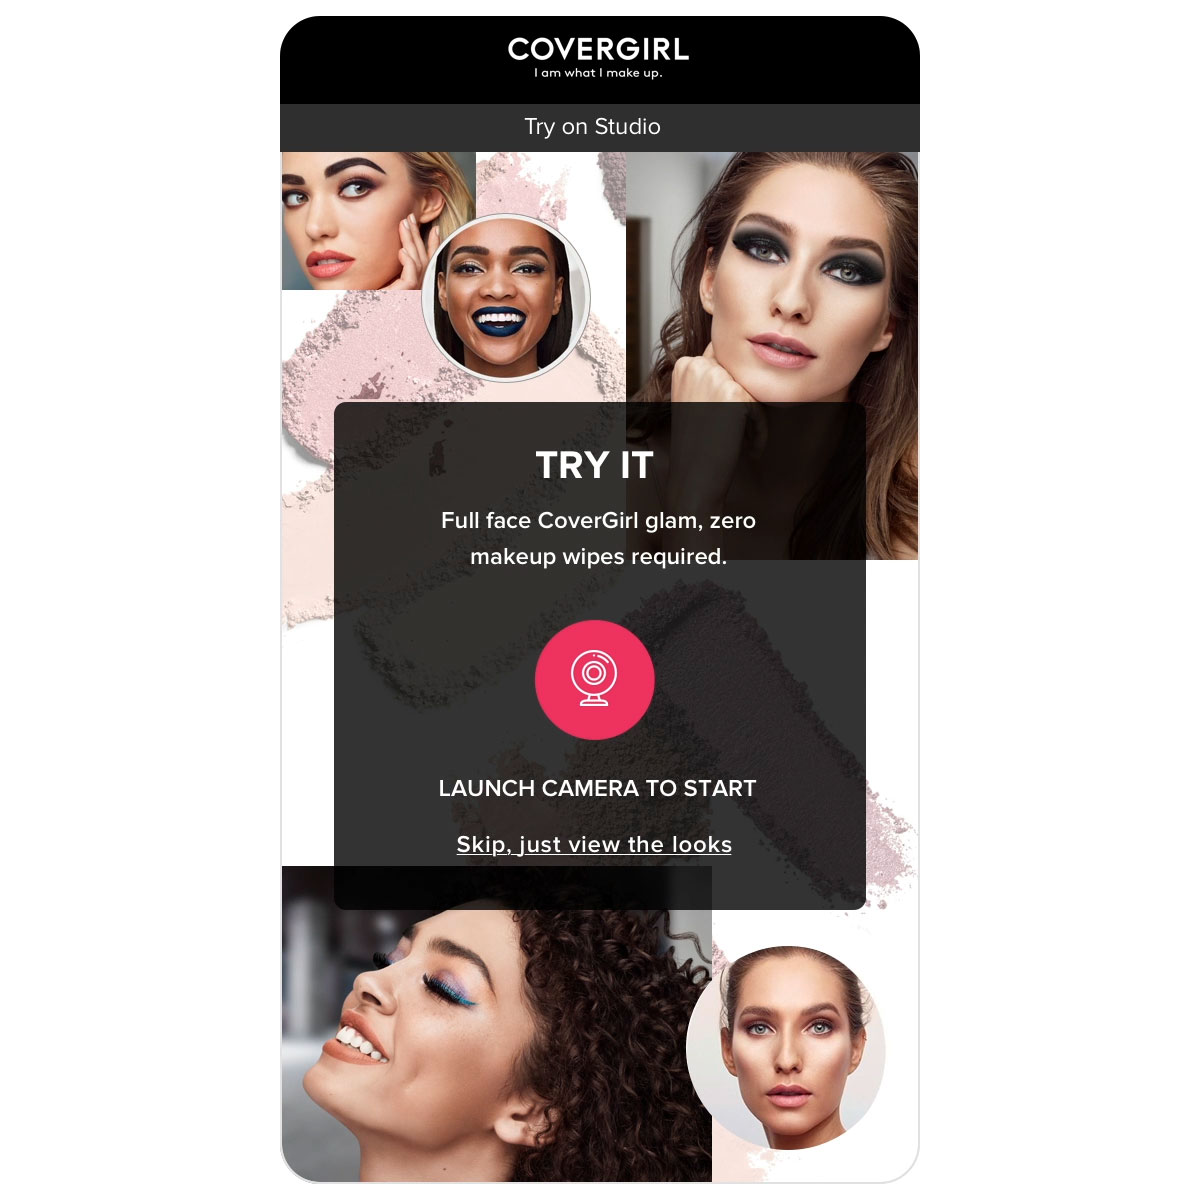 COVERGIRL
I am what I make up.
Try on Studio
TRY IT
Full face CoverGirl glam, zero
makeup wipes required.
LAUNCH CAMERA TO START
Skip, just view the looks